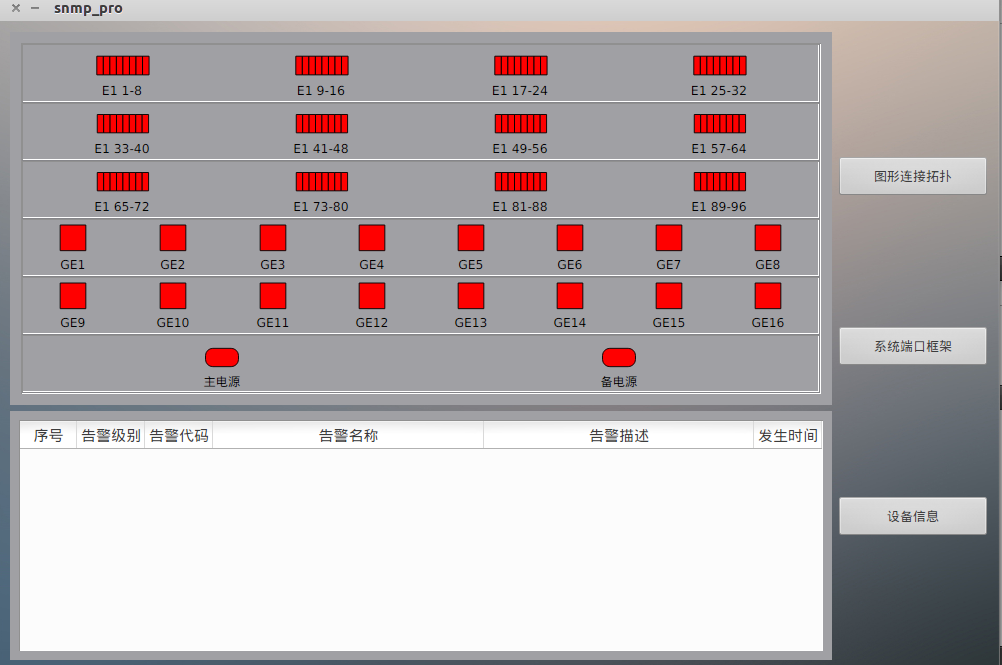 snmp_pro
E1 1-8 E1 9-16 E1 17-24 E1 25-32
E1 33-40 E1 41-48 E1 49-56 E1 57-64
E1 65-72 E1 73-80 E1 81-88 E1 89-96
GE1 GE2 GE3 GE4 GE5 GE6 GE7 GE8
GE9 GE10 GE11 GE12 GE13 GE14 GE15 GE16
主电源 备电源
序号 告警级别 告警代码 告警名称 告警描述 发生时间
图形连接拓扑
系统端口框架
设备信息